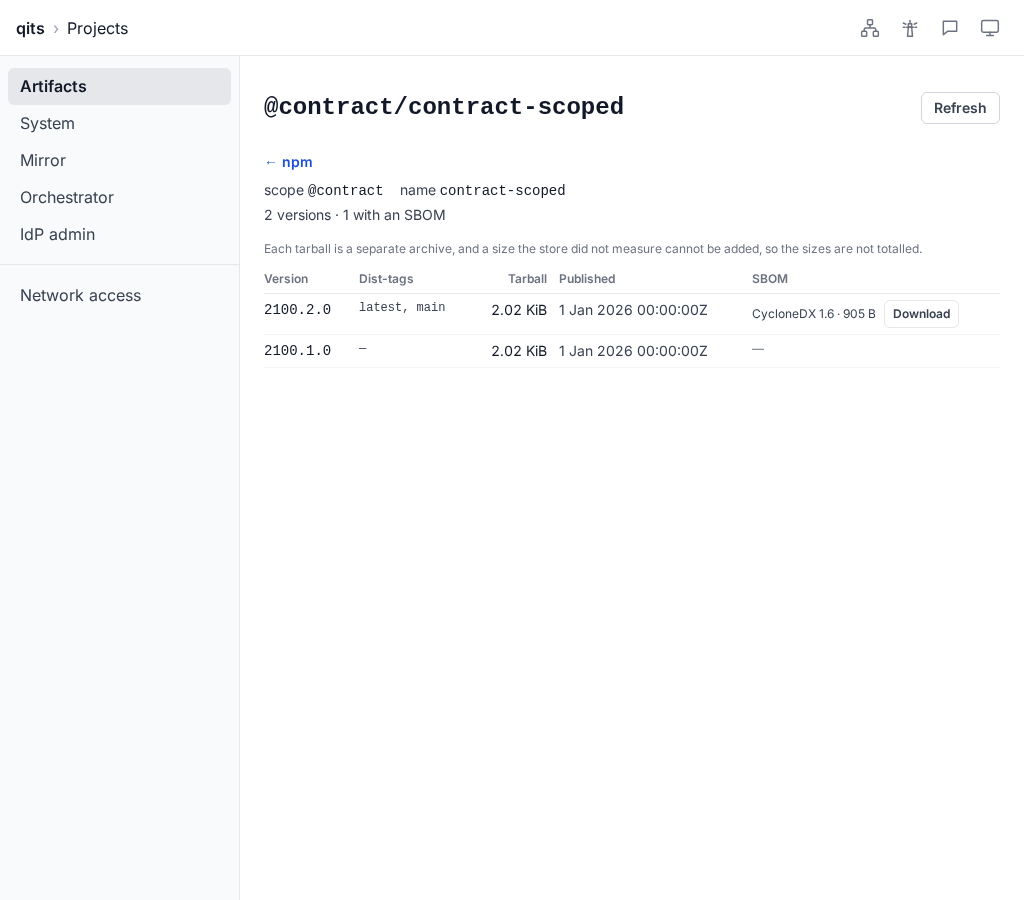 qits › Projects
Artifacts
System
Mirror
Orchestrator
IdP admin
Network access
@contract/contract-scoped
Refresh
← npm
scope @contract name contract-scoped
2 versions · 1 with an SBOM
Each tarball is a separate archive, and a size the store did not measure cannot be added, so the sizes are not totalled.
Version Dist-tags Tarball Published SBOM
2100.2.0 latest, main 2.02 KiB 1 Jan 2026 00:00:00Z CycloneDX 1.6 · 905 B Download
2100.1.0 — 2.02 KiB 1 Jan 2026 00:00:00Z —